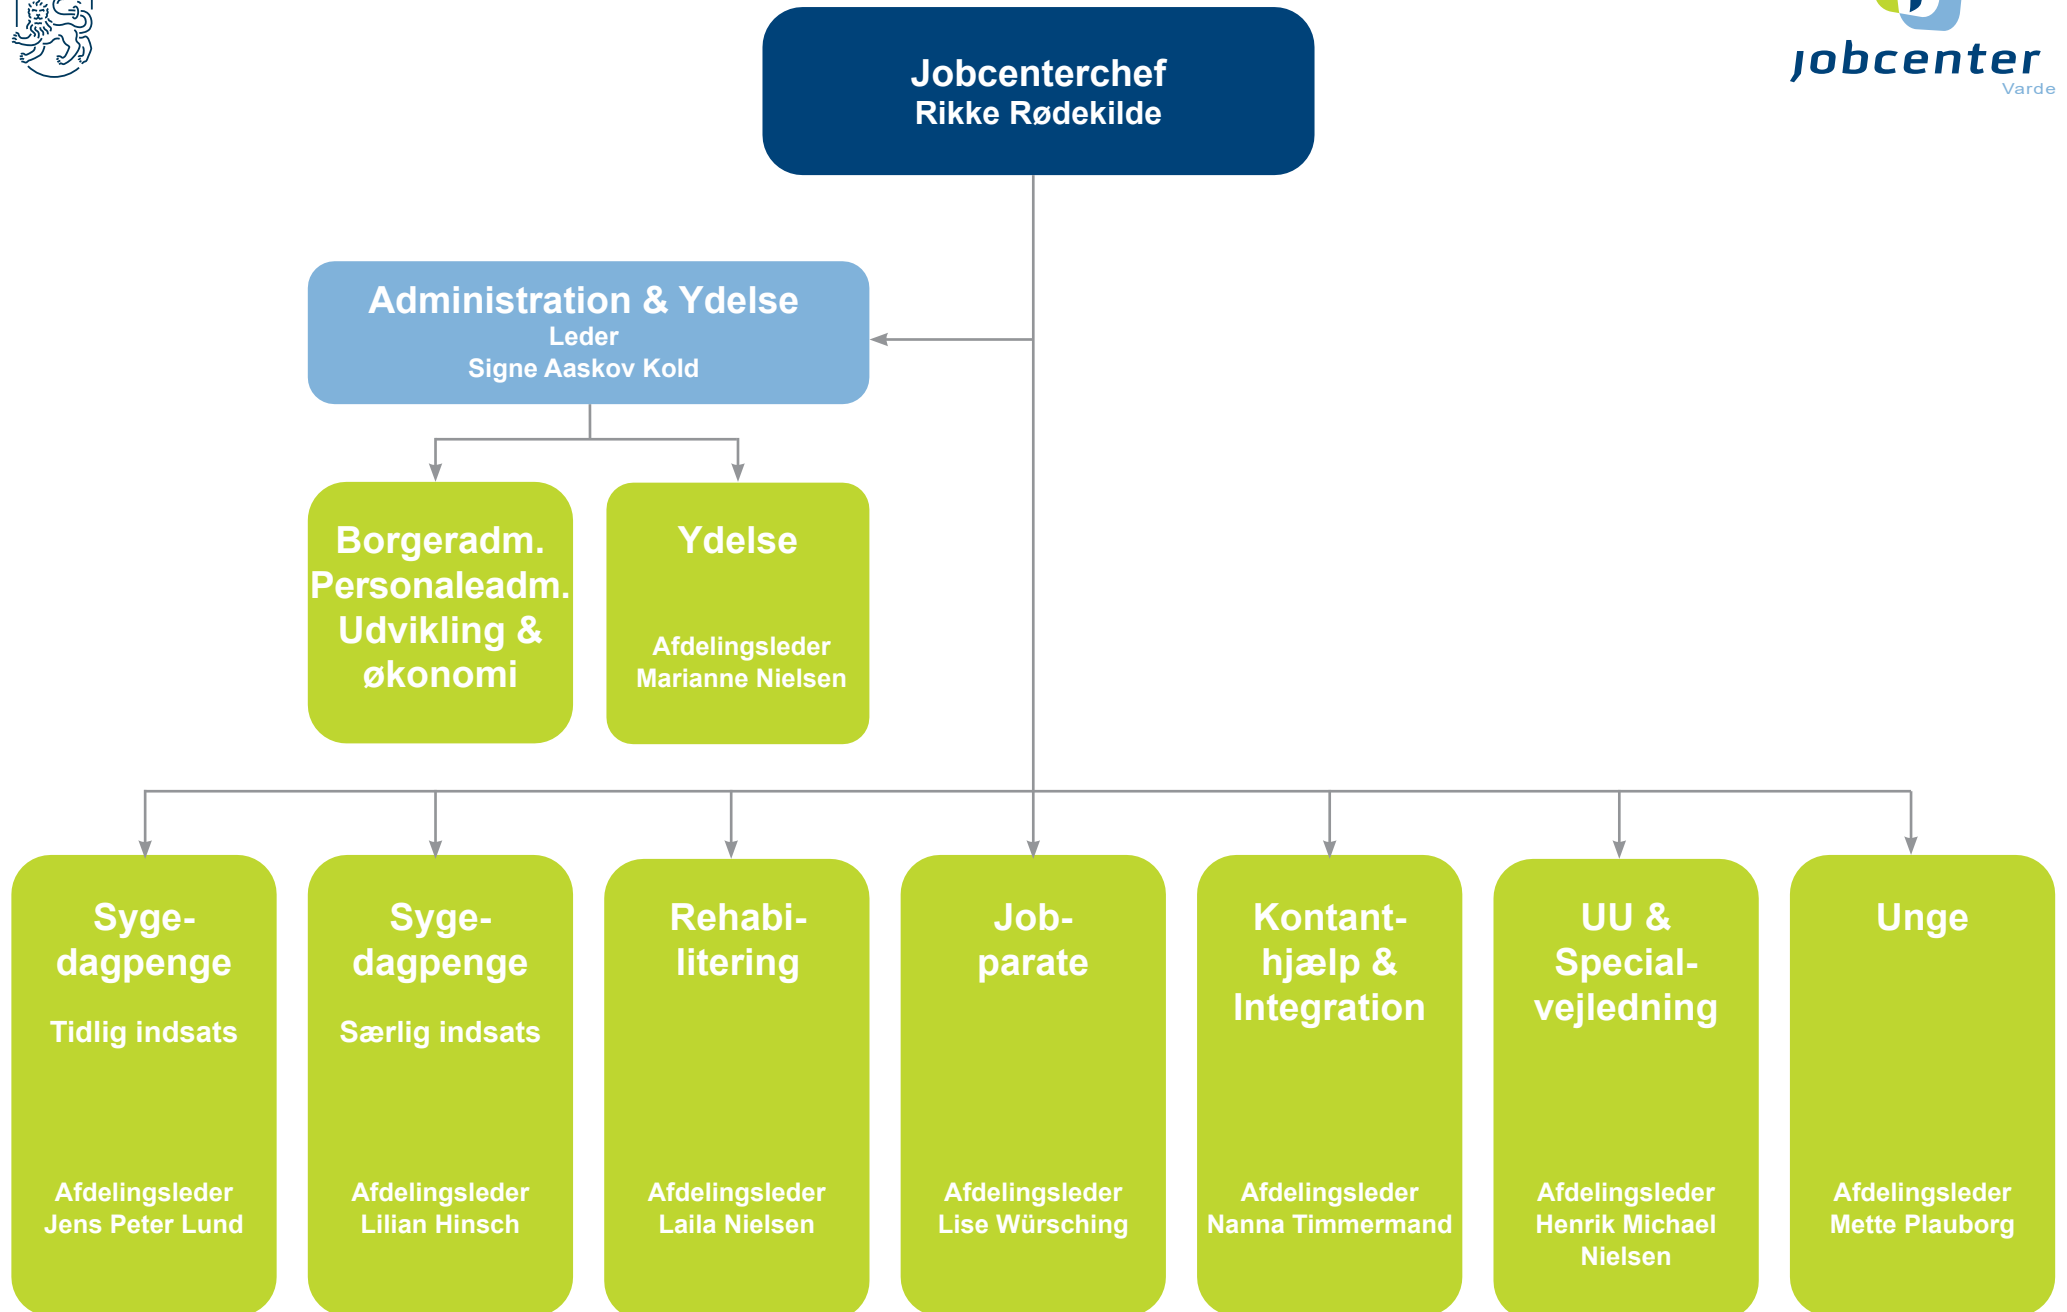 jobcenter
Varde
Jobcenterchef
Rikke Rødekilde
Administration & Ydelse
Leder
Signe Aaskov Kold
Borgeradm.
Personaleadm.
Udvikling &
økonomi
Ydelse
Afdelingsleder
Marianne Nielsen
Syge-
dagpenge
Tidlig indsats
Afdelingsleder
Jens Peter Lund
Syge-
dagpenge
Særlig indsats
Afdelingsleder
Lilian Hinsch
Rehabi-
litering
Afdelingsleder
Laila Nielsen
Job-
parate
Afdelingsleder
Lise Würsching
Kontant-
hjælp &
Integration
Afdelingsleder
Nanna Timmermand
UU &
Special-
vejledning
Afdelingsleder
Henrik Michael
Nielsen
Unge
Afdelingsleder
Mette Plauborg